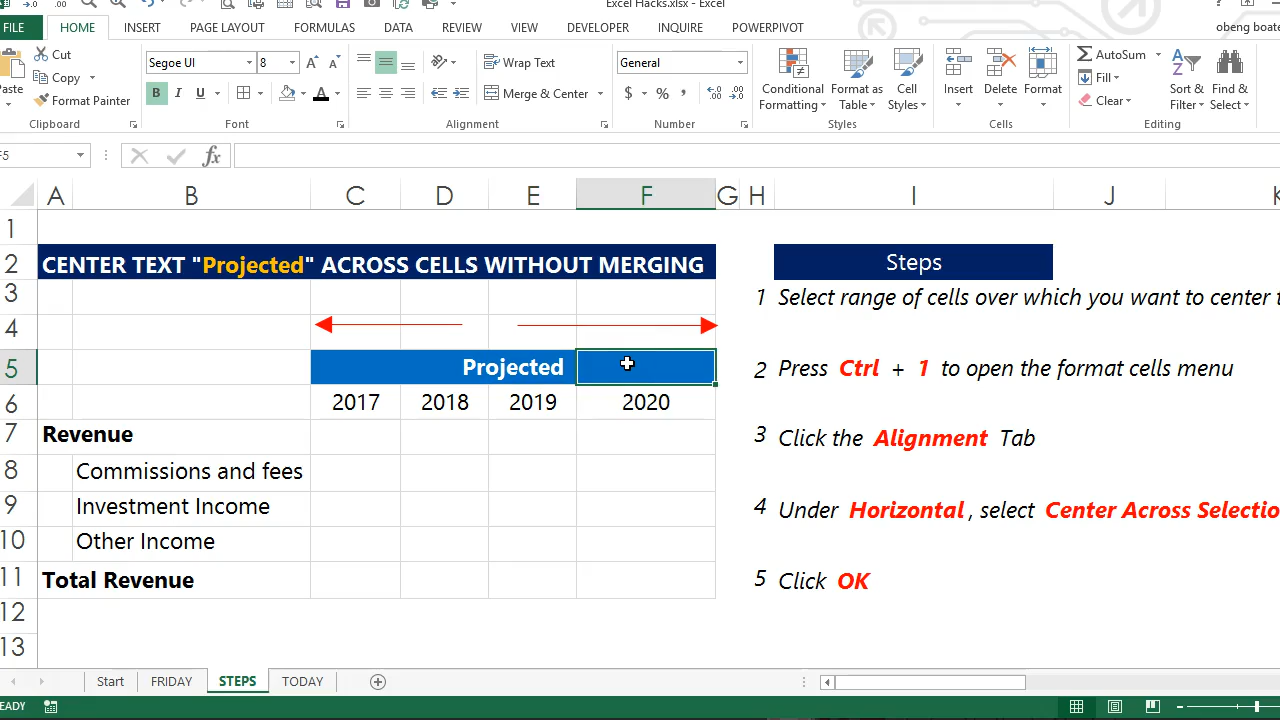 Excel Hacks.xlsx - Excel
FILE HOME INSERT PAGE LAYOUT FORMULAS DATA REVIEW VIEW DEVELOPER INQUIRE POWERPIVOT obeng boate
Cut
Copy
Format Painter
Paste
Clipboard
Segoe UI 8
B I U
Font
Wrap Text
Merge & Center
Alignment
General
$ % ,
Number
Conditional Formatting
Format as Table
Cell Styles
Styles
Insert Delete Format
Cells
AutoSum
Fill
Clear
Sort & Filter
Find & Select
Editing
F5 fx
A B C D E F G H I J K
1
2 CENTER TEXT "Projected" ACROSS CELLS WITHOUT MERGING Steps
3 1 Select range of cells over which you want to center t
4
5 Projected 2 Press Ctrl + 1 to open the format cells menu
6 2017 2018 2019 2020
7 Revenue 3 Click the Alignment Tab
8 Commissions and fees
9 Investment Income 4 Under Horizontal, select Center Across Selectio
10 Other Income
11 Total Revenue 5 Click OK
12
13
Start FRIDAY STEPS TODAY
READY